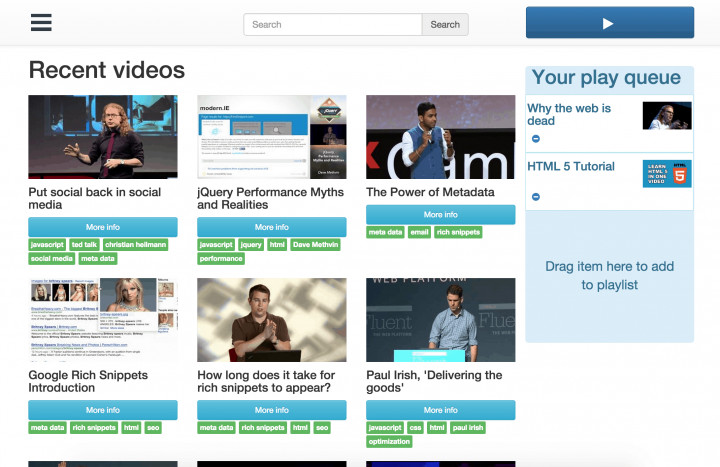 Search
Search
Recent videos
Your play queue
modern.IE
Dave Methvin
Why the web is
dead
HTML 5 Tutorial
LEARN
HTML 5
IN ONE
VIDEO
HTML
5
Put social back in social
media
More info
javascript
ted talk
christian heilmann
social media
meta data
jQuery Performance Myths
and Realities
More info
javascript
jquery
html
Dave Methvin
performance
The Power of Metadata
More info
meta data
email
rich snippets
Drag item here to add
to playlist
WEB PLATFORM
Fluent
Fluent
Google Rich Snippets
Introduction
More info
meta data
rich snippets
html
seo
How long does it take for
rich snippets to appear?
More info
meta data
rich snippets
html
seo
Paul Irish, 'Delivering the
goods'
More info
javascript
css
html
paul irish
optimization